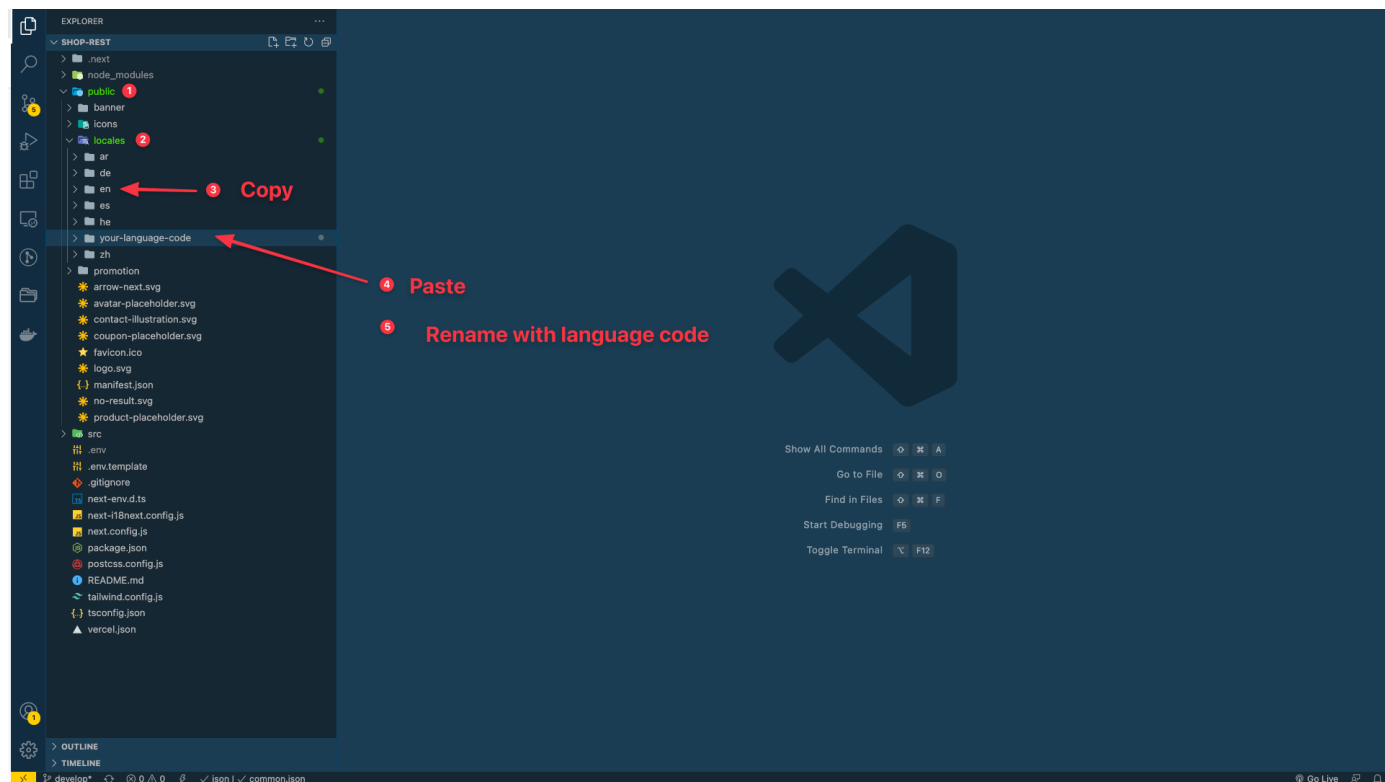 EXPLORER
SHOP-REST
.next
node_modules
public 1
banner
icons
locales 2
ar
de
en 3 Copy
es
he
your-language-code
zh
promotion
4 Paste
arrow-next.svg
avatar-placeholder.svg
contact-illustration.svg
5 Rename with language code
coupon-placeholder.svg
favicon.ico
logo.svg
manifest.json
no-result.svg
product-placeholder.svg
src
.env
.env.template
.gitignore
next-env.d.ts
next-i18next.config.js
next.config.js
package.json
postcss.config.js
README.md
tailwind.config.js
tsconfig.json
vercel.json
Show All Commands ⇧ ⌘ A
Go to File ⇧ ⌘ O
Find in Files ⇧ ⌘ F
Start Debugging F5
Toggle Terminal ⌥ F12
5
1
OUTLINE
TIMELINE
develop* 0 0 ✓ json | ✓ common.json
Go Live